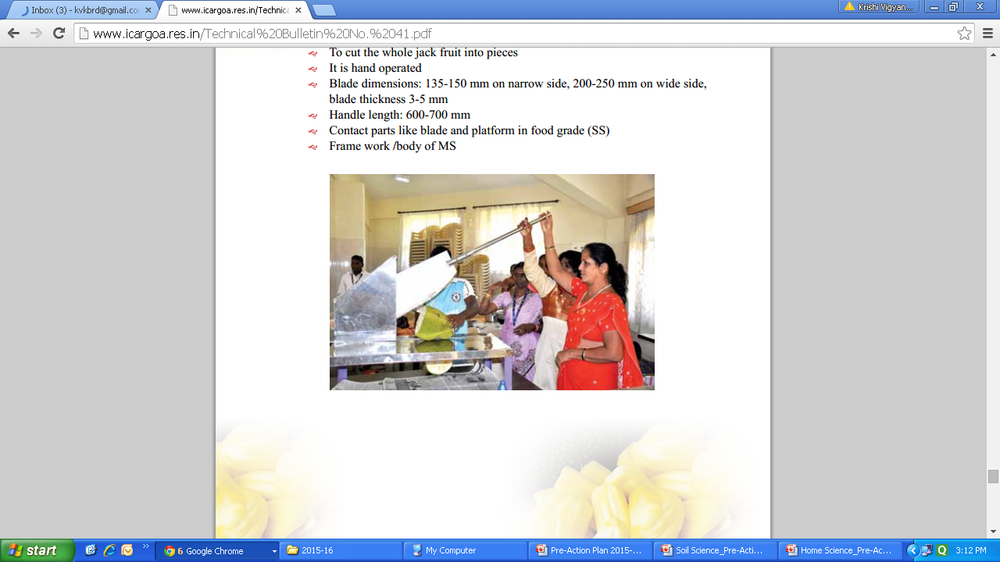 Inbox (3) - kvkbrd@gmail.co
www.icargoa.res.in/Technica
Krishi Vigyan...
www.icargoa.res.in/Technical%20Bulletin%20No.%2041.pdf
To cut the whole jack fruit into pieces
It is hand operated
Blade dimensions: 135-150 mm on narrow side, 200-250 mm on wide side,
blade thickness 3-5 mm
Handle length: 600-700 mm
Contact parts like blade and platform in food grade (SS)
Frame work /body of MS
start
6 Google Chrome
2015-16
My Computer
Pre-Action Plan 2015-...
Soil Science_Pre-Acti...
Home Science_Pre-Ac...
3:12 PM